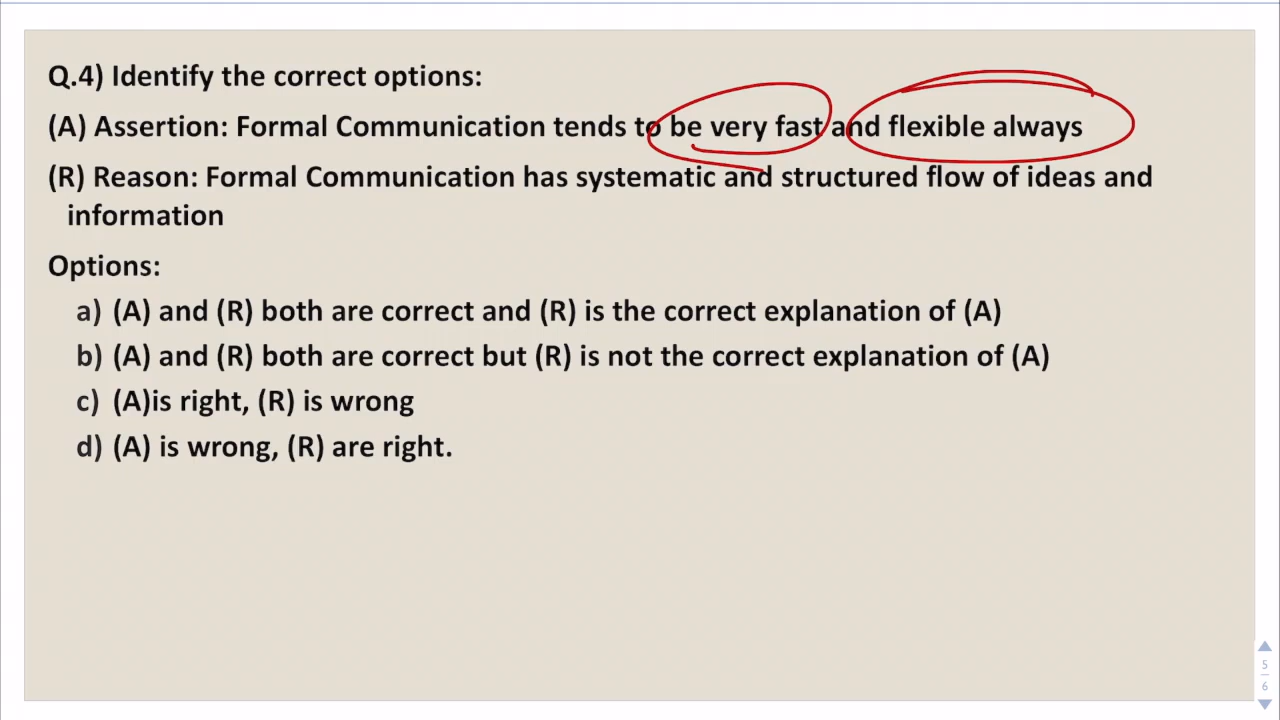 Q.4) Identify the correct options:
(A) Assertion: Formal Communication tends to be very fast and flexible always
(R) Reason: Formal Communication has systematic and structured flow of ideas and
information
Options:
a) (A) and (R) both are correct and (R) is the correct explanation of (A)
b) (A) and (R) both are correct but (R) is not the correct explanation of (A)
c) (A)is right, (R) is wrong
d) (A) is wrong, (R) are right.
5
6